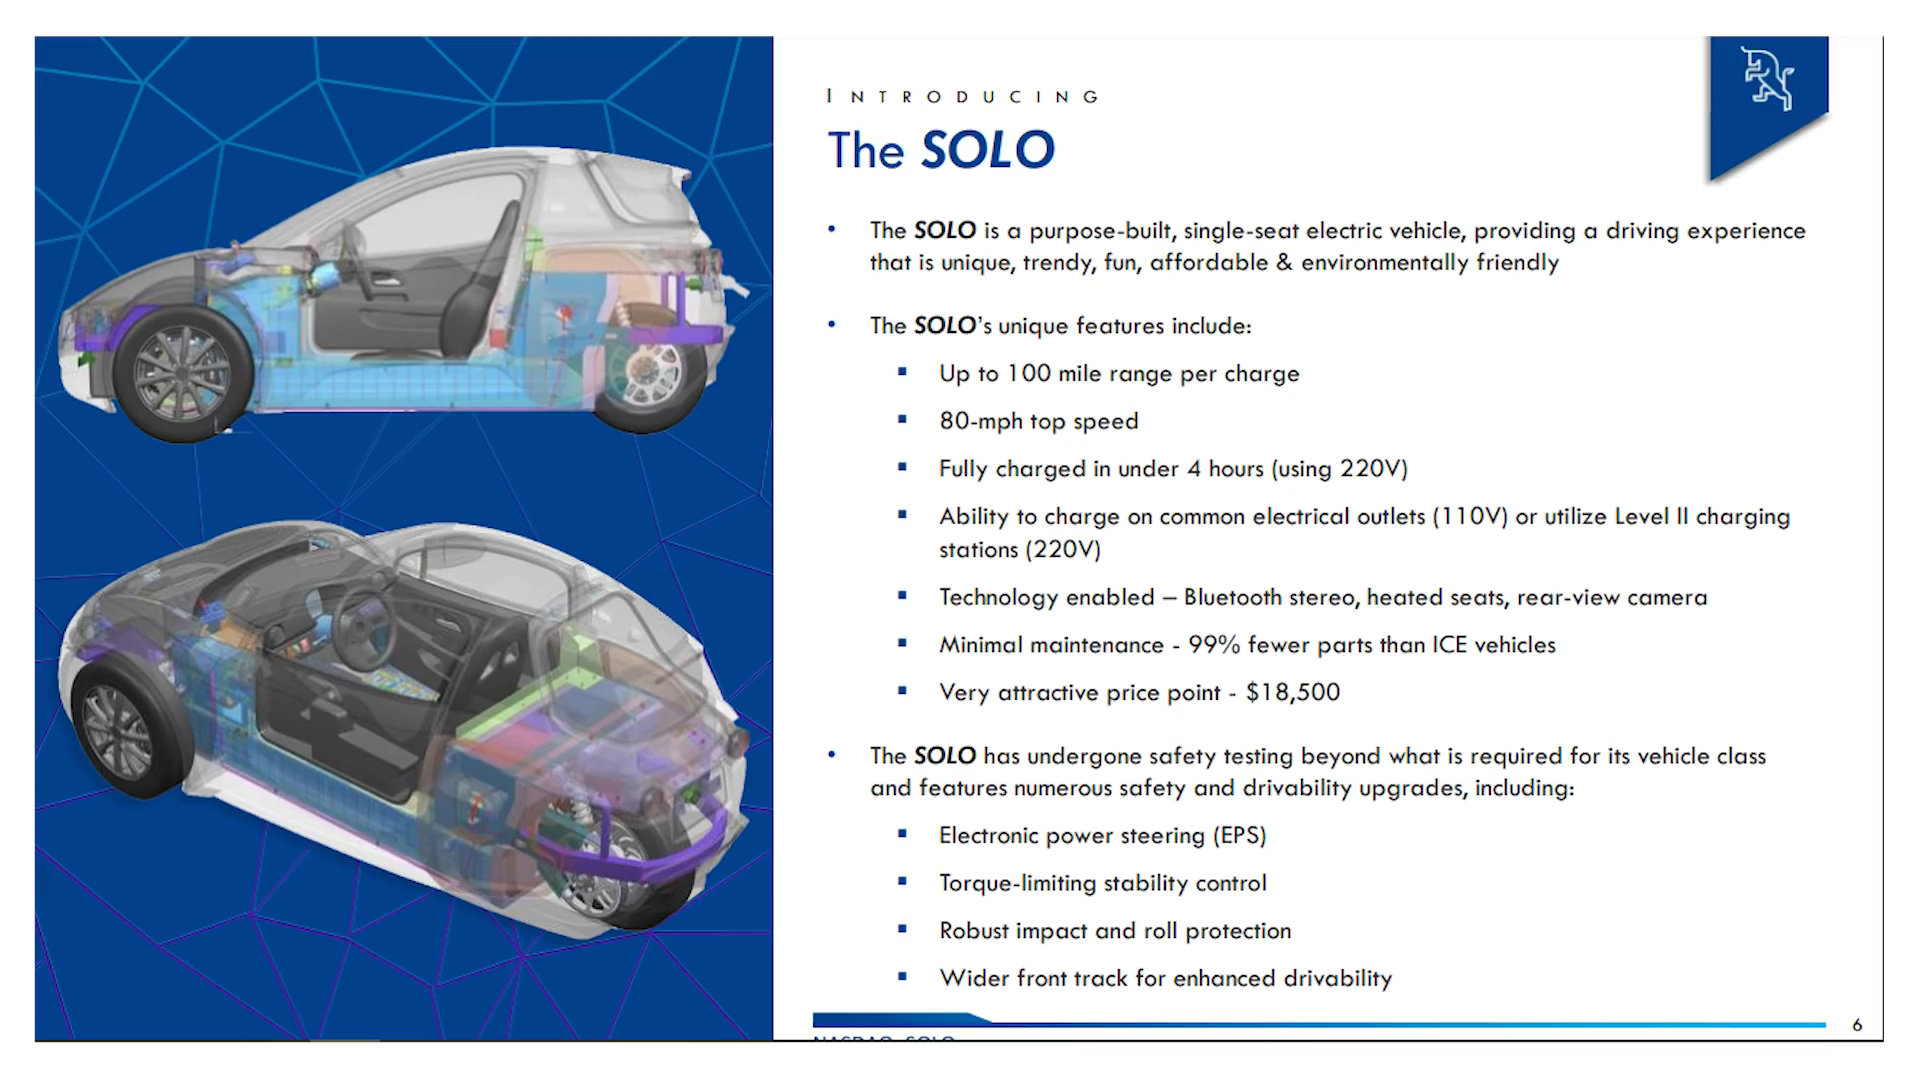 INTRODUCING
The SOLO
• The SOLO is a purpose-built, single-seat electric vehicle, providing a driving experience
that is unique, trendy, fun, affordable & environmentally friendly
• The SOLO's unique features include:
▪ Up to 100 mile range per charge
▪ 80-mph top speed
▪ Fully charged in under 4 hours (using 220V)
▪ Ability to charge on common electrical outlets (110V) or utilize Level II charging
stations (220V)
▪ Technology enabled – Bluetooth stereo, heated seats, rear-view camera
▪ Minimal maintenance - 99% fewer parts than ICE vehicles
▪ Very attractive price point - $18,500
• The SOLO has undergone safety testing beyond what is required for its vehicle class
and features numerous safety and drivability upgrades, including:
▪ Electronic power steering (EPS)
▪ Torque-limiting stability control
▪ Robust impact and roll protection
▪ Wider front track for enhanced drivability
6